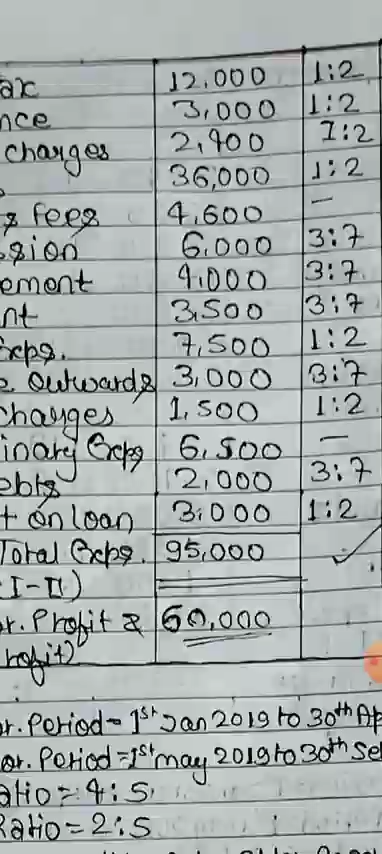 ax 12,000 1:2
nce 3,000 1:2
charges 2,400 1:2
36,000 1:2
g fees 4,600 —
sion 6,000 3:7
ement 4,000 3:7
nt 3,500 3:7
Exps. 7,500 1:2
e Outwards 3,000 3:7
Charges 1,500 1:2
inary Exps 6,500 —
ebts 2,000 3:7
t on loan 3,000 1:2
Total Exps. 95,000
(I-II)
or. Profit & 60,000
rofit)
or. Period - 1st Jan 2019 to 30th Ap
or. Period = 1st may 2019 to 30th Se
atio = 4:5
Ratio = 2:5